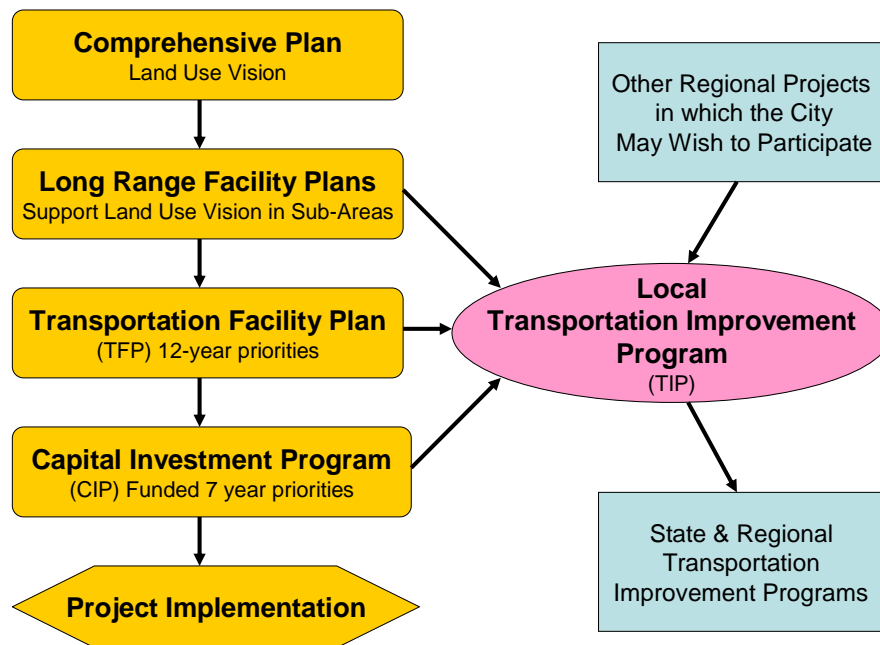 Comprehensive Plan
Land Use Vision
Other Regional Projects
in which the City
May Wish to Participate
Long Range Facility Plans
Support Land Use Vision in Sub-Areas
Transportation Facility Plan
(TFP) 12-year priorities
Local
Transportation Improvement
Program
(TIP)
Capital Investment Program
(CIP) Funded 7 year priorities
State & Regional
Transportation
Improvement Programs
Project Implementation